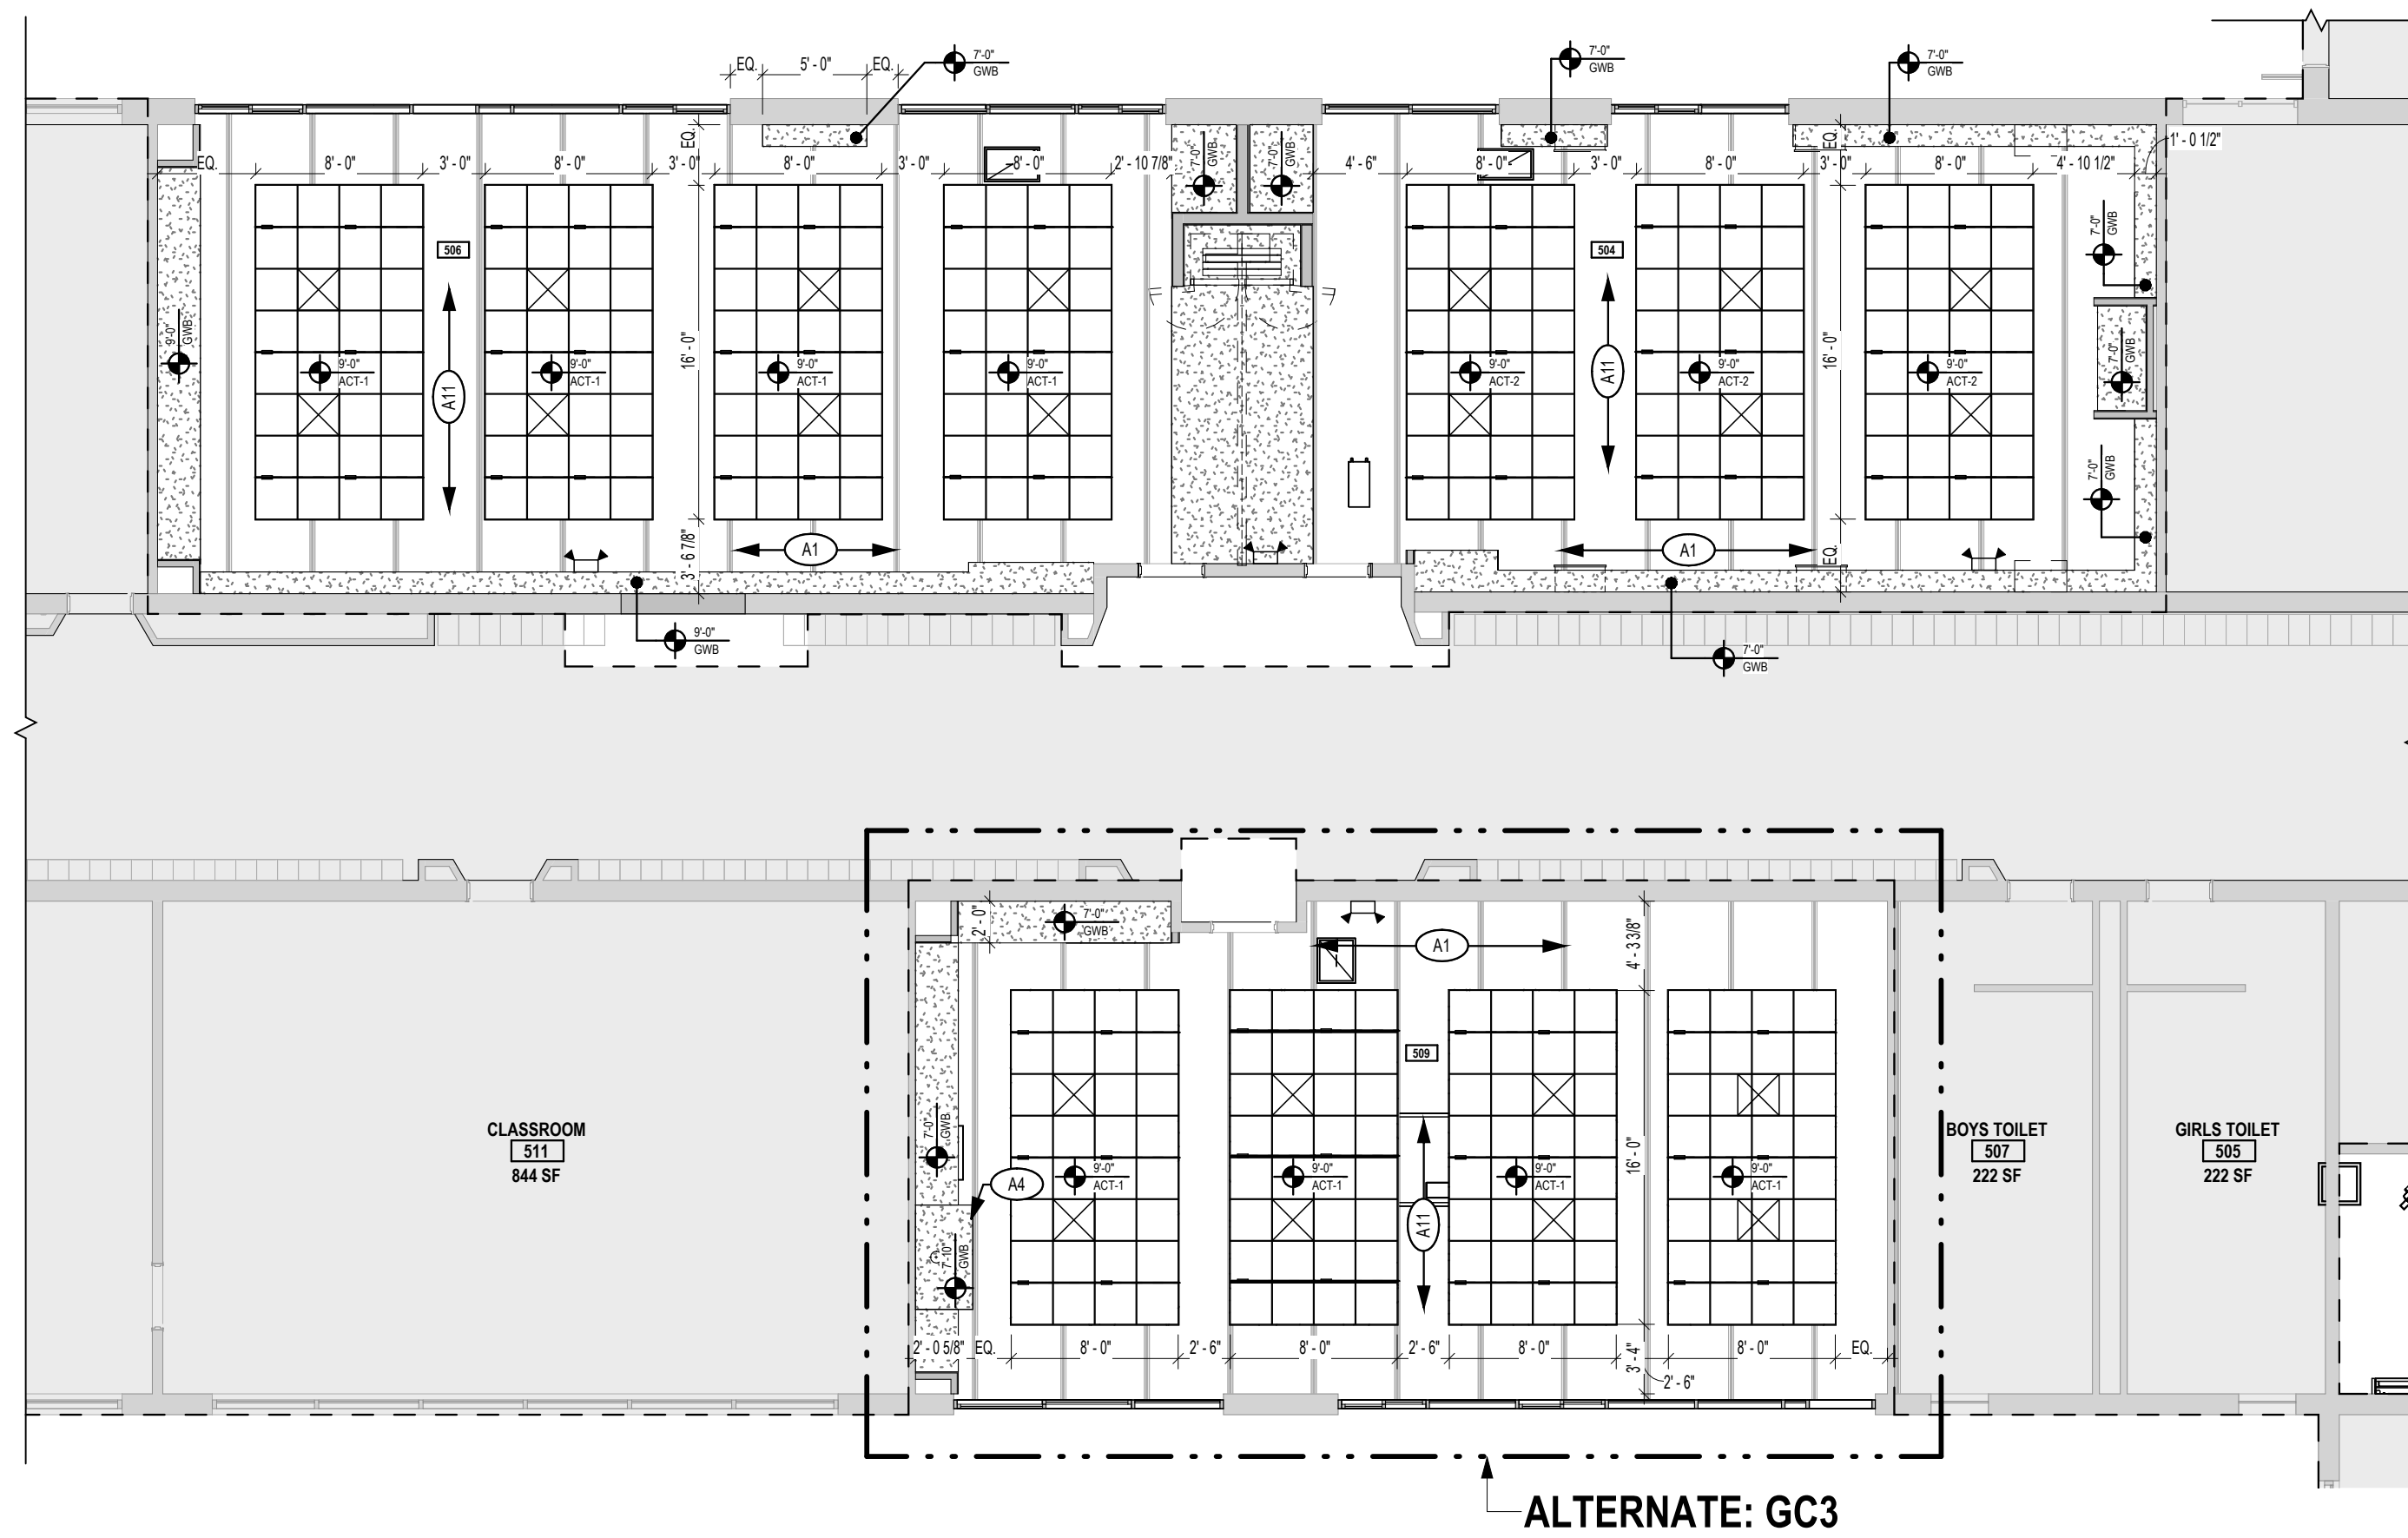 EQ. 5' - 0" EQ.
7'-0"
GWB
7'-0"
GWB
7'-0"
GWB
EQ.
EQ.
EQ. 8' - 0" 3' - 0" 8' - 0" 3' - 0" 8' - 0" 3' - 0" 8' - 0" 2' - 10 7/8"
7'-0"
GWB
7'-0"
GWB
4' - 6" 8' - 0" 3' - 0" 8' - 0" 3' - 0" 8' - 0" 4' - 10 1/2"
1' - 0 1/2"
506
504
7'-0"
GWB
9'-0"
GWB
9'-0"
ACT-1
A11
9'-0"
ACT-1
16' - 0"
9'-0"
ACT-1
9'-0"
ACT-1
9'-0"
ACT-2
A11
9'-0"
ACT-2
16' - 0"
9'-0"
ACT-2
7'-0"
GWB
7'-0"
GWB
3' - 6 7/8"
A1
A1
EQ.
9'-0"
GWB
7'-0"
GWB
2' - 0"
7'-0"
GWB
A1
4' - 3 3/8"
509
CLASSROOM
511
844 SF
7'-0"
GWB
A4
9'-0"
ACT-1
9'-0"
ACT-1
A11
9'-0"
ACT-1
16' - 0"
9'-0"
ACT-1
BOYS TOILET
507
222 SF
GIRLS TOILET
505
222 SF
7'-10"
GWB
2' - 0 5/8" EQ. 8' - 0" 2' - 6" 8' - 0" 2' - 6" 8' - 0" 3' - 4" 8' - 0" EQ.
2' - 6"
ALTERNATE: GC3